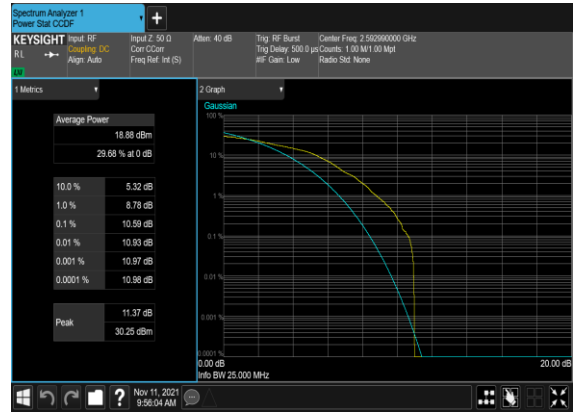 Spectrum Analyzer 1
Power Stat CCDF
KEYSIGHT
Input: RF
Input Z: 50 Ω
Atten: 40 dB
Trig: RF Burst
Center Freq: 2.592990000 GHz
RL
Coupling: DC
Corr CCorr
Trig Delay: 500.0 µs
Counts: 1.00 M/1.00 Mpt
Align: Auto
Freq Ref: Int (S)
#IF Gain: Low
Radio Std: None
1 Metrics
2 Graph
Average Power
18.88 dBm
29.68 % at 0 dB
10.0 %
5.32 dB
1.0 %
8.78 dB
0.1 %
10.59 dB
0.01 %
10.93 dB
0.001 %
10.97 dB
0.0001 %
10.98 dB
Peak
11.37 dB
30.25 dBm
Gaussian
100 %
10 %
1 %
0.1 %
0.01 %
0.001 %
0.0001 %
0.00 dB
20.00 dB
Info BW 25.000 MHz
?
Nov 11, 2021
9:56:04 AM